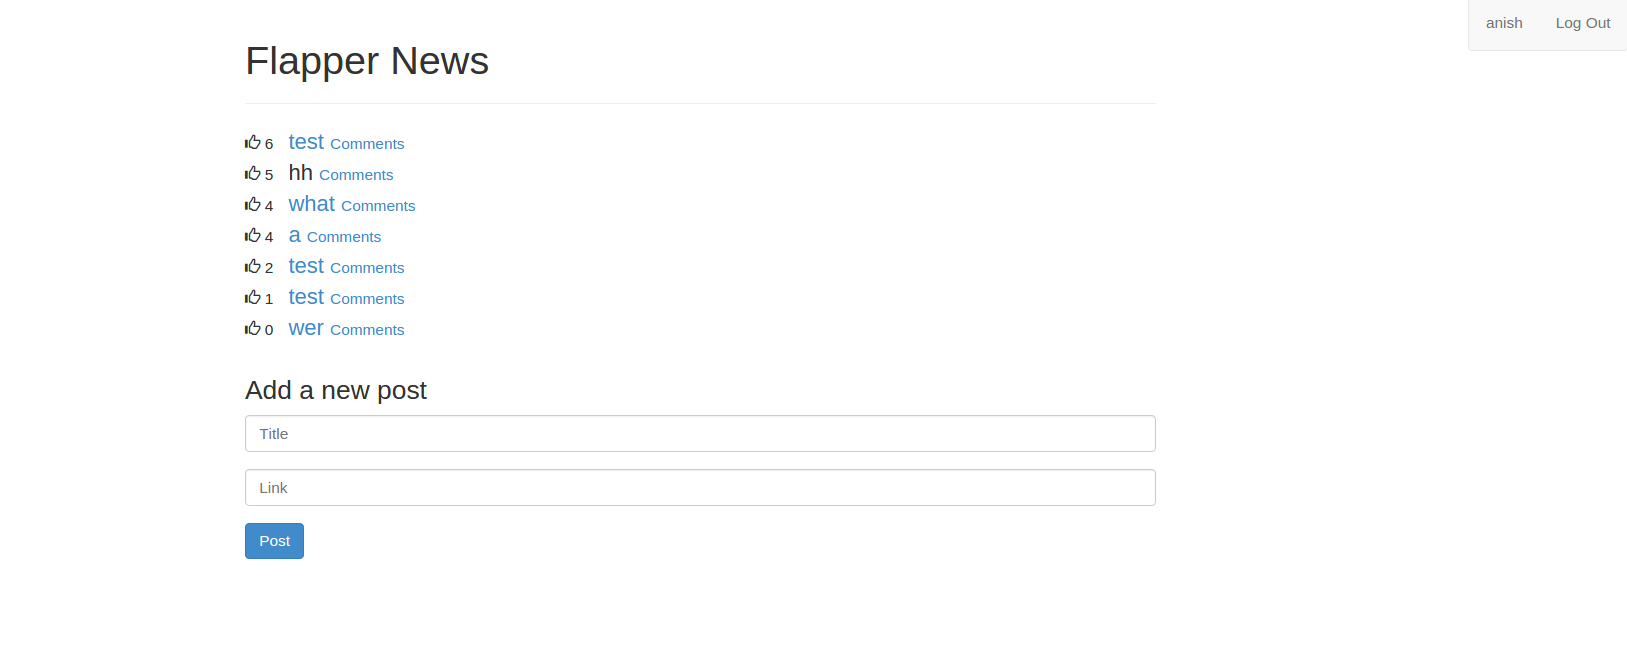 anish Log Out
Flapper News
6 test Comments
5 hh Comments
4 what Comments
4 a Comments
2 test Comments
1 test Comments
0 wer Comments
Add a new post
Title
Link
Post